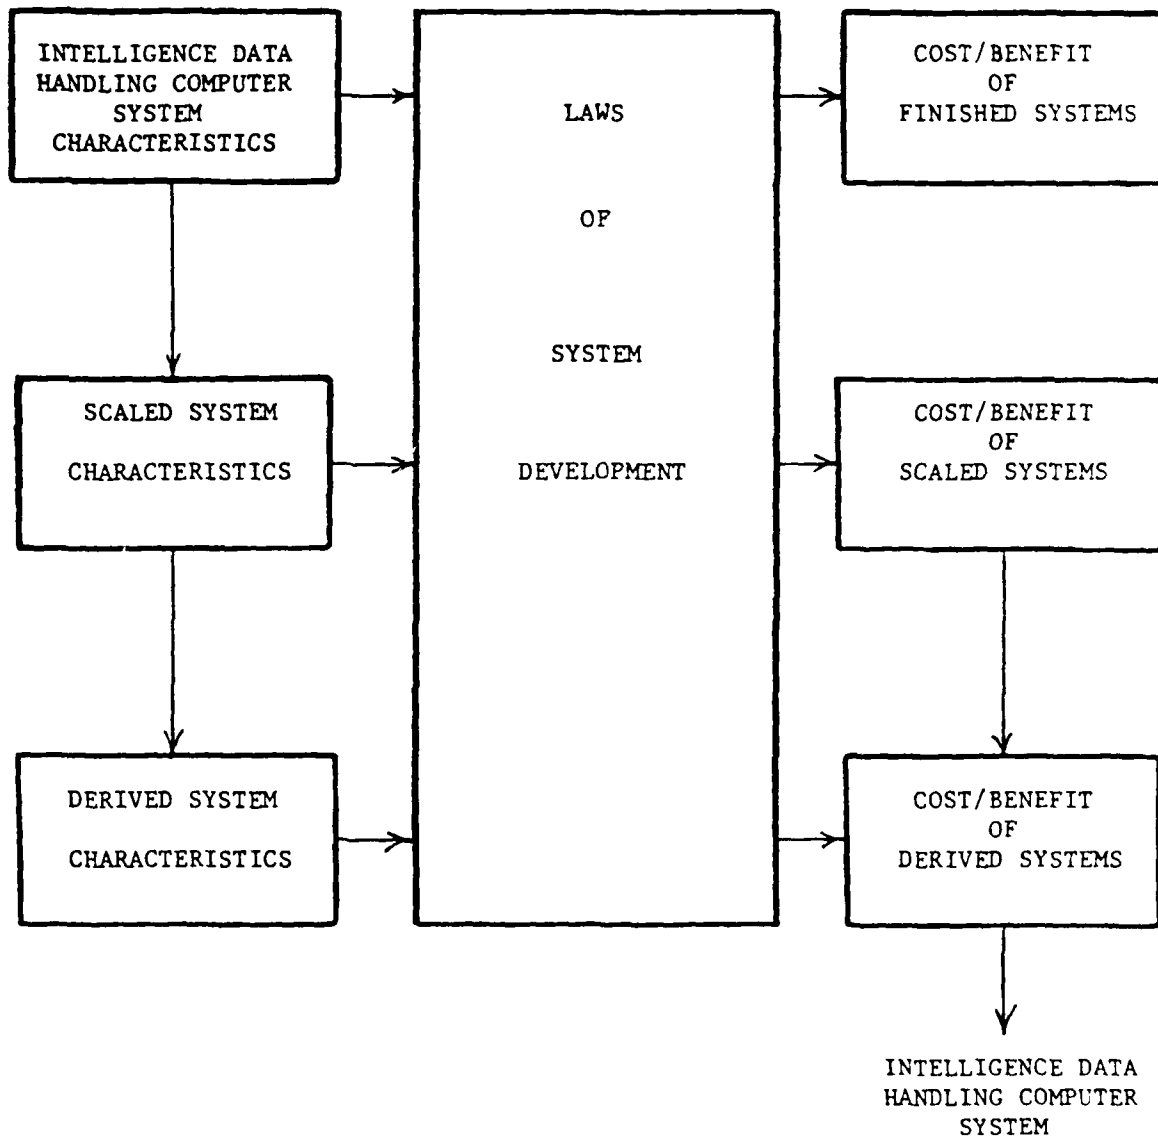 INTELLIGENCE DATA
HANDLING COMPUTER
SYSTEM
CHARACTERISTICS
LAWS
OF
SYSTEM
DEVELOPMENT
COST/BENEFIT
OF
FINISHED SYSTEMS
SCALED SYSTEM
CHARACTERISTICS
COST/BENEFIT
OF
SCALED SYSTEMS
DERIVED SYSTEM
CHARACTERISTICS
COST/BENEFIT
OF
DERIVED SYSTEMS
INTELLIGENCE DATA
HANDLING COMPUTER
SYSTEM